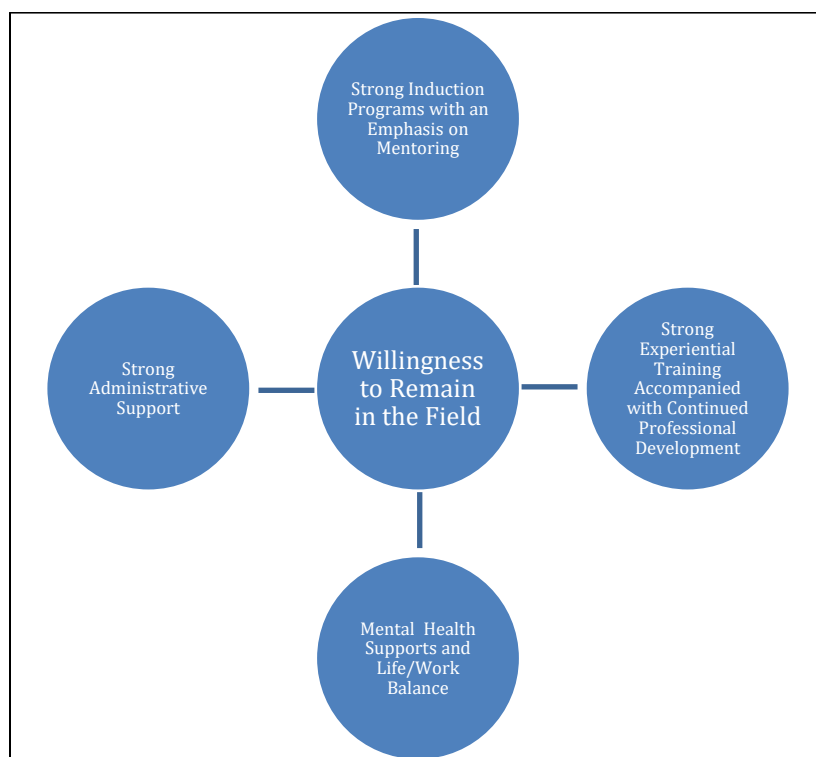 Strong Induction
Programs with an
Emphasis on
Mentoring
Strong
Administrative
Support
Willingness
to Remain
in the Field
Strong
Experiential
Training
Accompanied
with Continued
Professional
Development
Mental  Health
Supports and
Life/Work
Balance